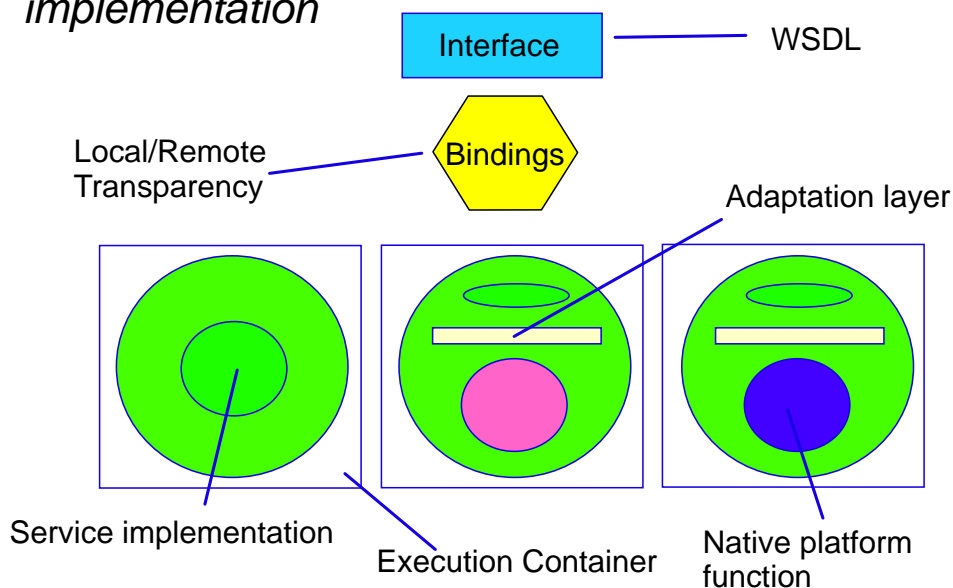 implementation
Interface
WSDL
Local/Remote
Transparency
Bindings
Adaptation layer
Service implementation
Execution Container
Native platform
function